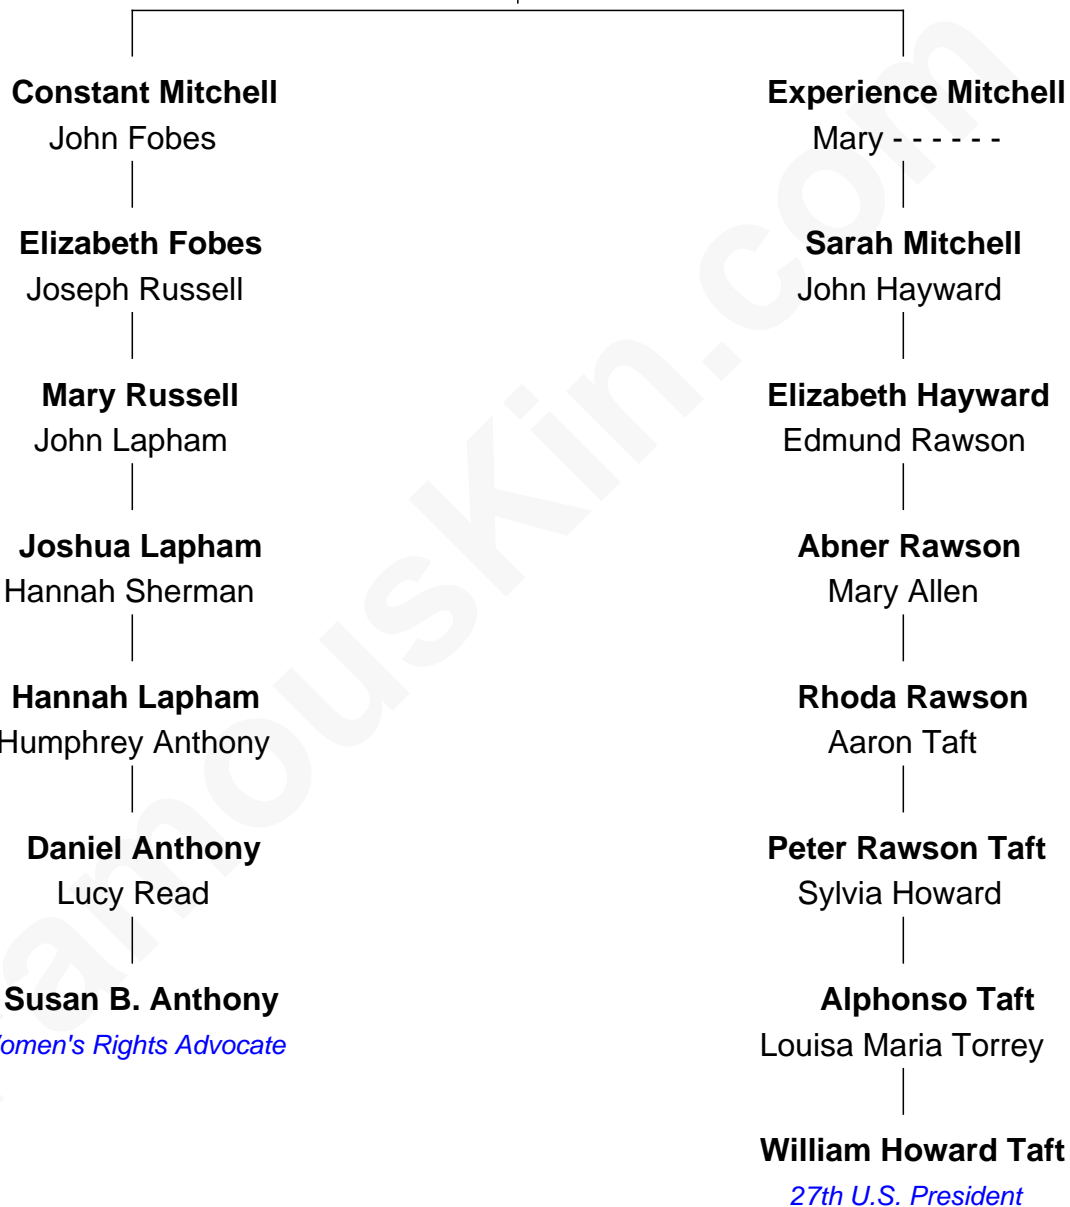 Constant Mitchell
John Fobes
Elizabeth Fobes
Joseph Russell
Mary Russell
John Lapham
Joshua Lapham
Hannah Sherman
Hannah Lapham
Humphrey Anthony
Daniel Anthony
Lucy Read
Susan B. Anthony
Women's Rights Advocate
Experience Mitchell
Mary - - - - - -
Sarah Mitchell
John Hayward
Elizabeth Hayward
Edmund Rawson
Abner Rawson
Mary Allen
Rhoda Rawson
Aaron Taft
Peter Rawson Taft
Sylvia Howard
Alphonso Taft
Louisa Maria Torrey
William Howard Taft
27th U.S. President
FamousKin.com